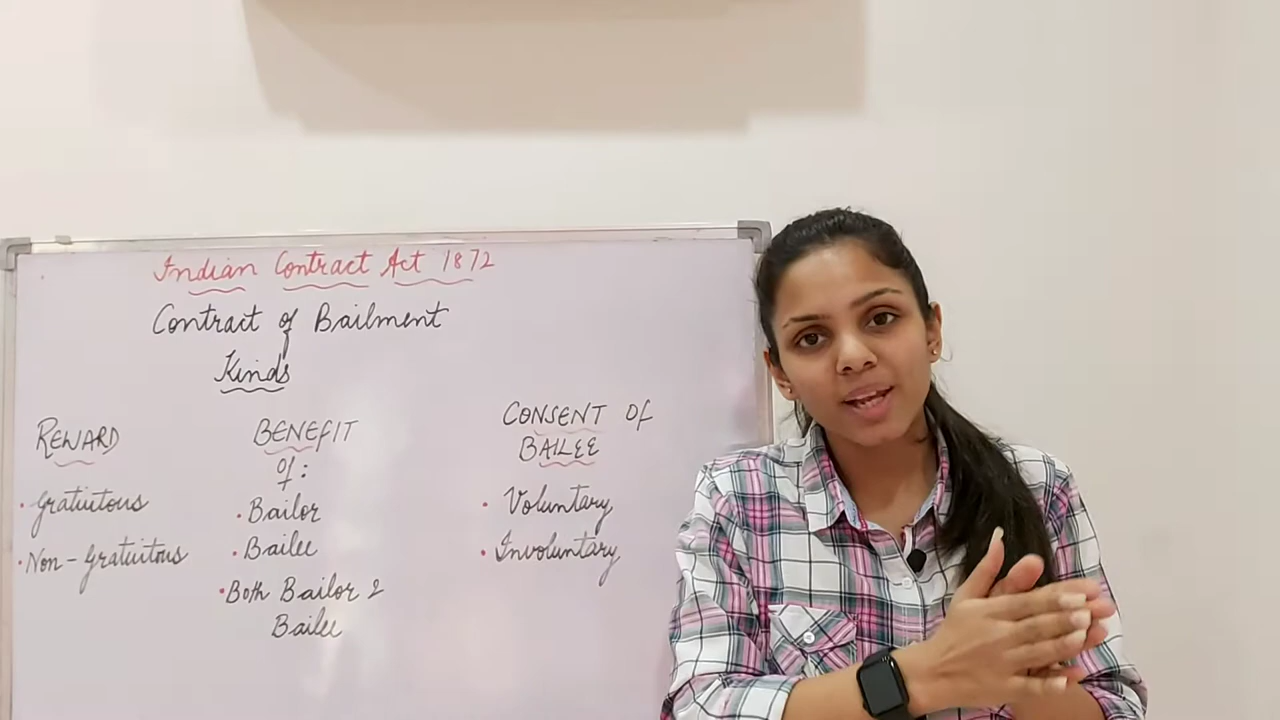 Indian Contract Act 1872
Contract of Bailment
Kinds
REWARD
• Gratuitous
• Non-Gratuitous
BENEFIT
of:
• Bailor
• Bailee
• Both Bailor &
Bailee
CONSENT Of
BAILEE
• Voluntary
• Involuntary